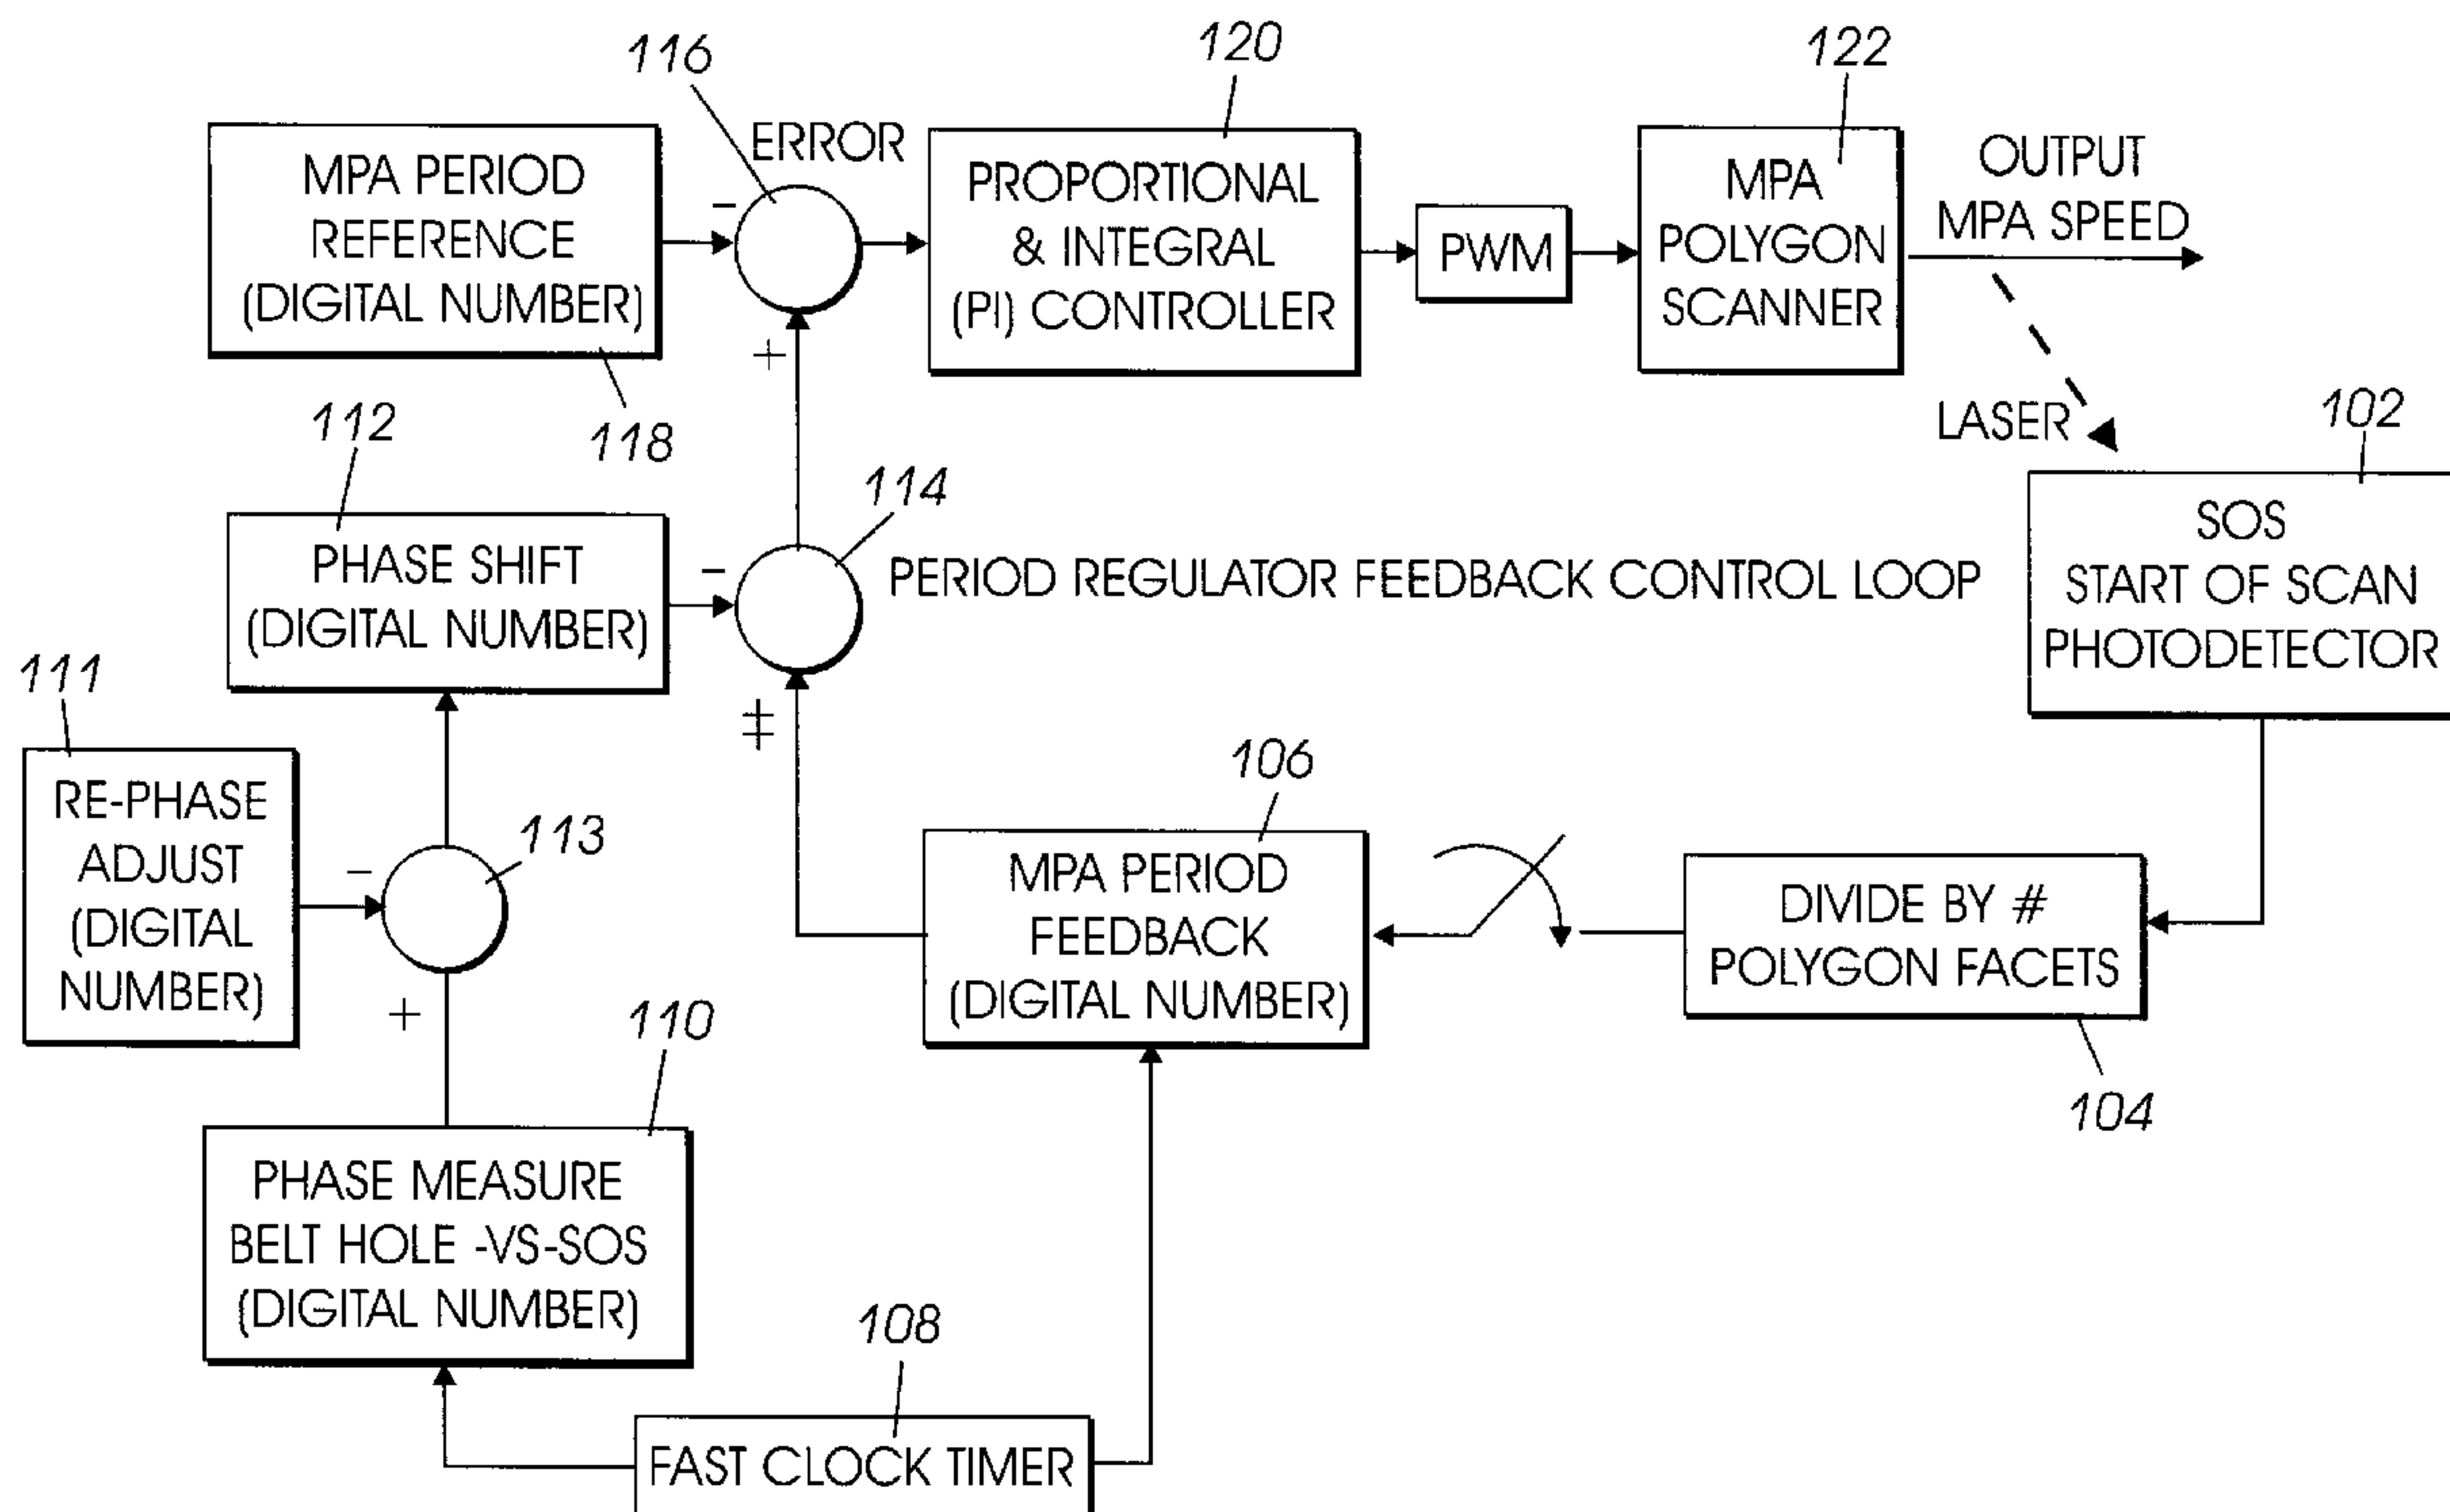 116
120
122
MPA PERIOD
REFERENCE
(DIGITAL NUMBER)
118
-
ERROR
+
PROPORTIONAL
& INTEGRAL
(PI) CONTROLLER
PWM
MPA
POLYGON
SCANNER
OUTPUT
MPA SPEED
LASER
102
SOS
START OF SCAN
PHOTODETECTOR
112
PHASE SHIFT
(DIGITAL NUMBER)
-
114
PERIOD REGULATOR FEEDBACK CONTROL LOOP
‡
111
RE-PHASE
ADJUST
(DIGITAL
NUMBER)
-
113
+
106
MPA PERIOD
FEEDBACK
(DIGITAL NUMBER)
DIVIDE BY #
POLYGON FACETS
104
110
PHASE MEASURE
BELT HOLE -VS-SOS
(DIGITAL NUMBER)
108
FAST CLOCK TIMER